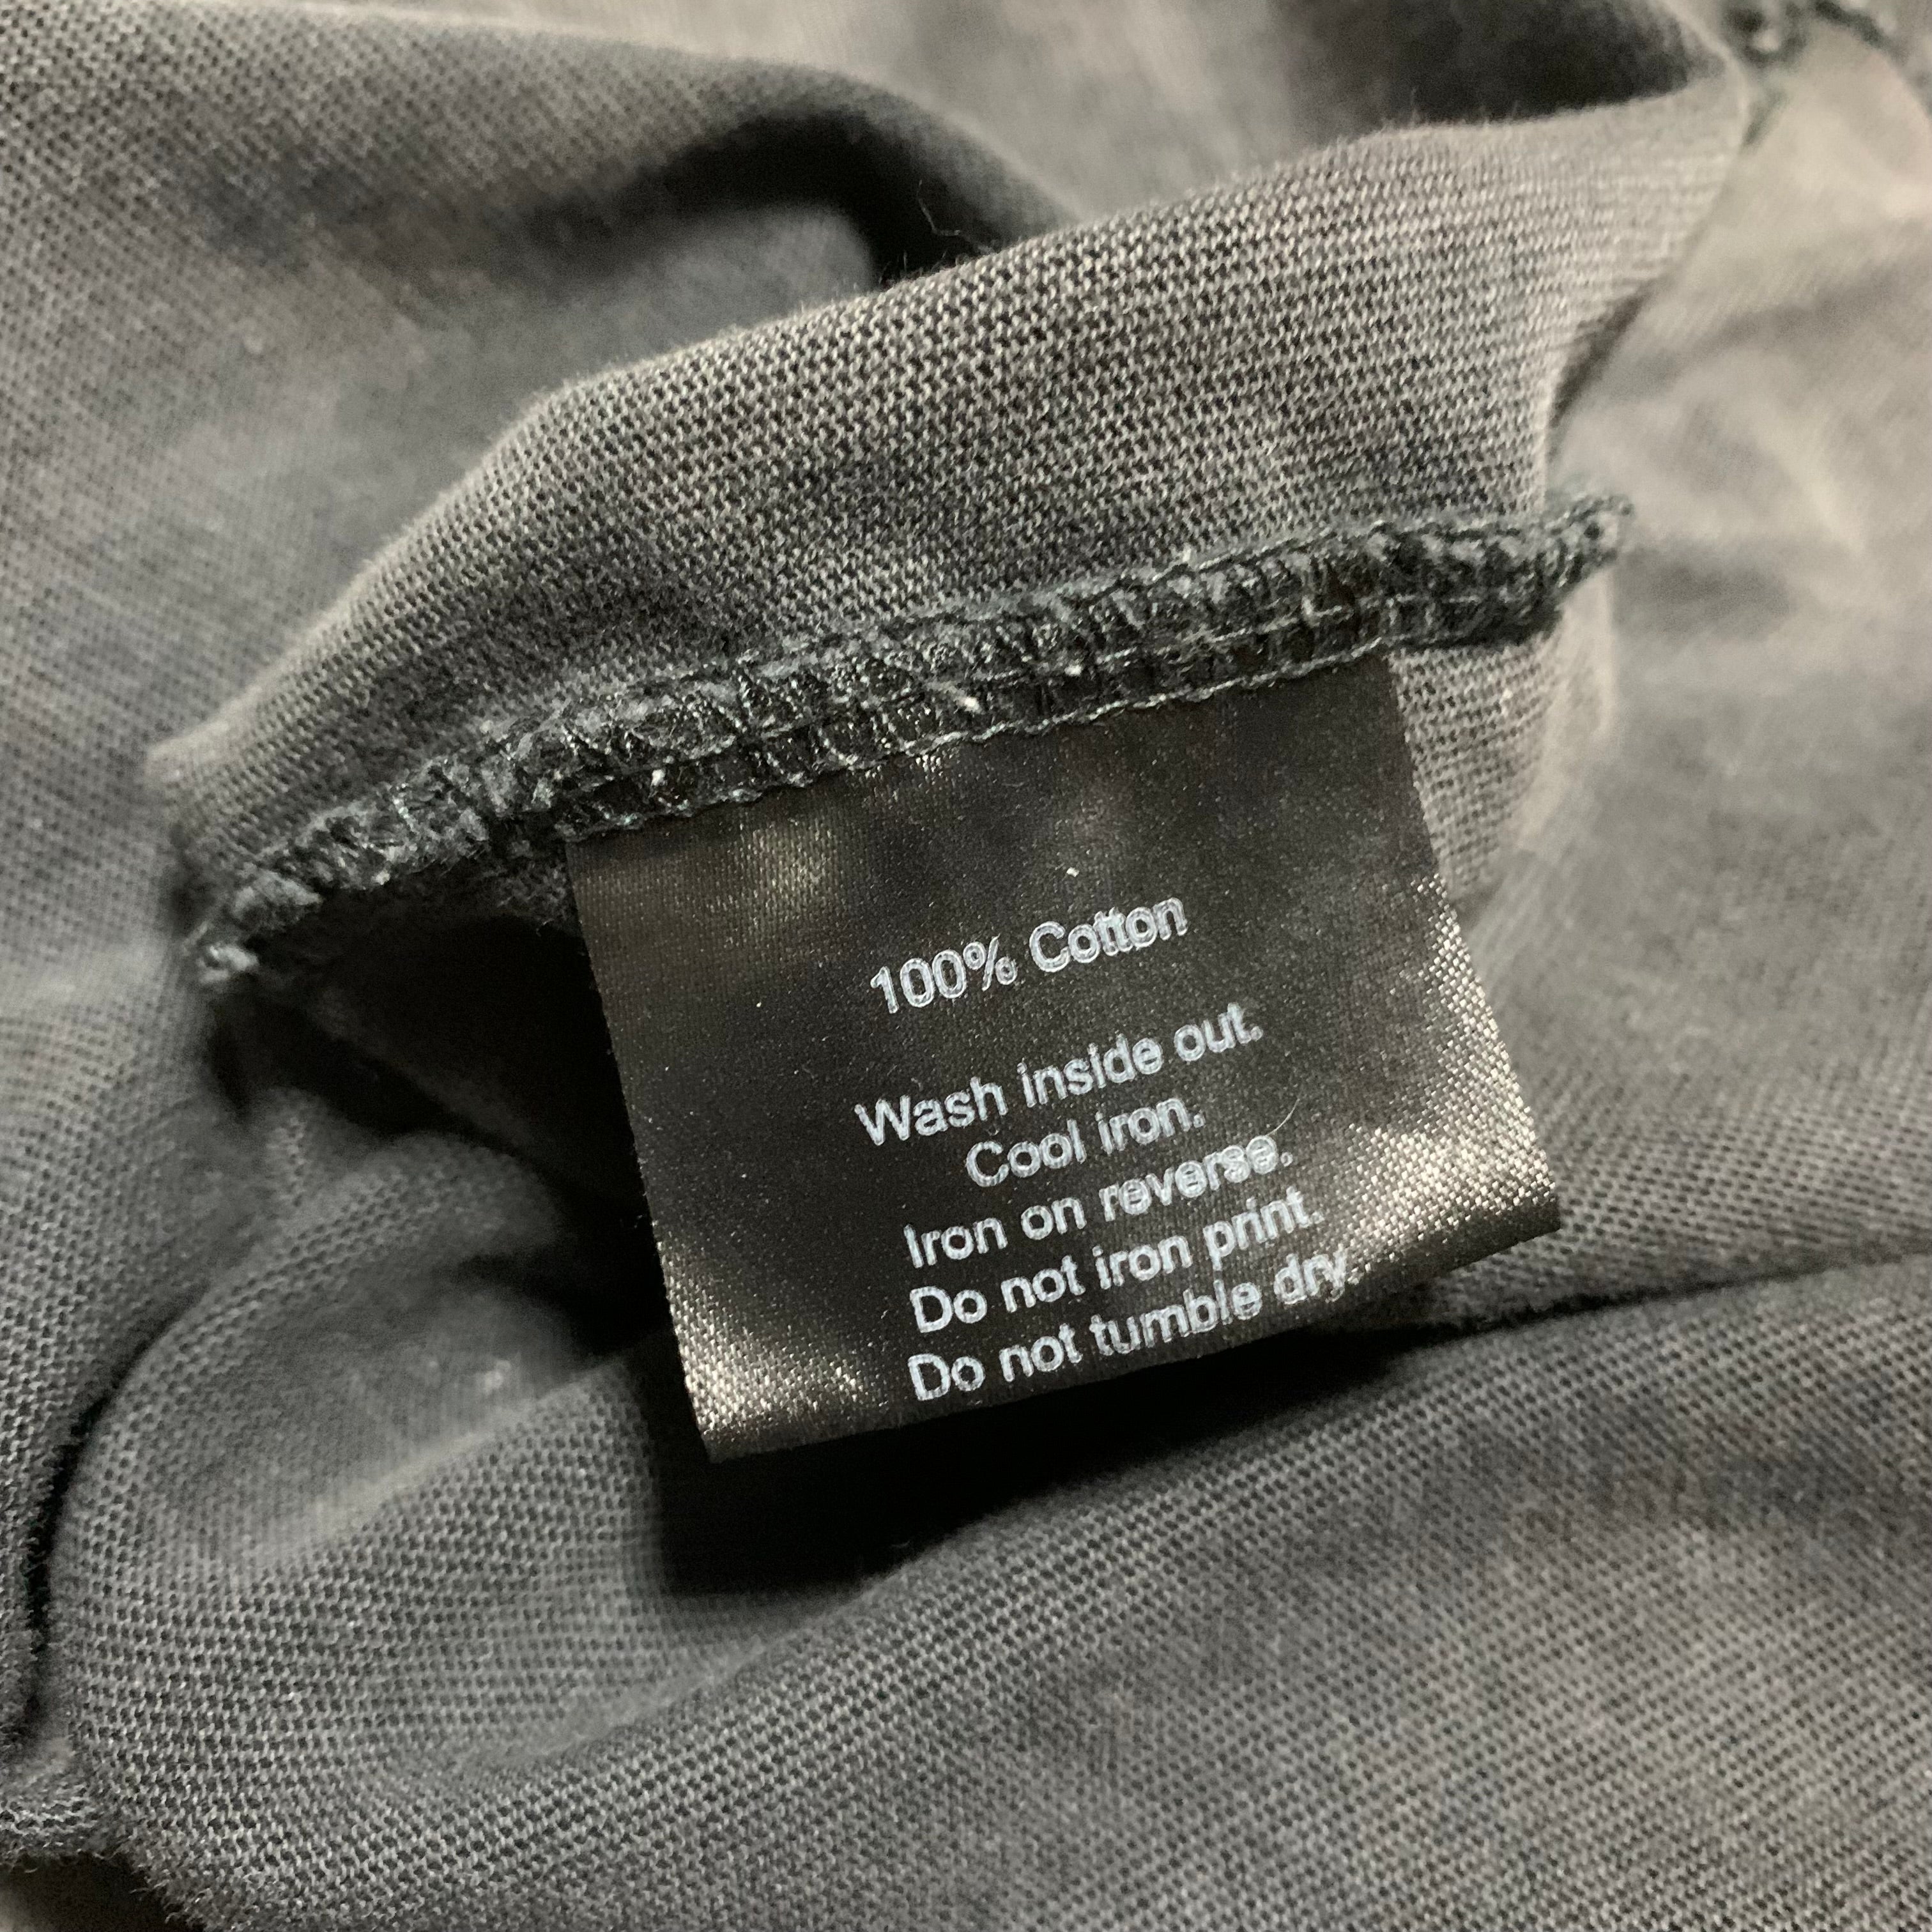 100% Cotton
Wash inside out.
Cool iron.
Iron on reverse.
Do not iron print.
Do not tumble dry.